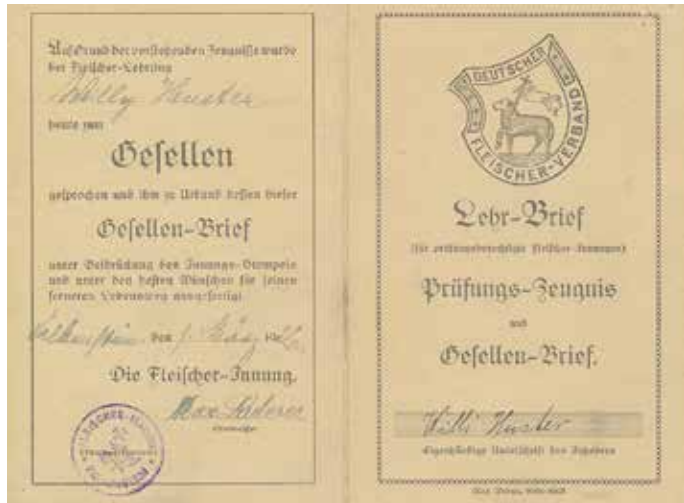 Auf Grund der vorstehenden Zeugnisse wurde
der Fleischer-Lehrling
Willy Huster
heute zum
Gesellen
gesprochen und ihm zu Urkund dessen dieser
Gesellen-Brief
unter Beidrückung des Innungs-Stempels
und unter den besten Wünschen für seinen
ferneren Lebensweg ausgefertigt.
den 1. März
Die Fleischer-Innung.
Max
DEUTSCHER
FLEISCHER-VERBAND
Lehr-Brief
Prüfungs-Zeugnis
und
Gesellen-Brief.
Willi Huster
Eigenhändige Unterschrift des Inhabers